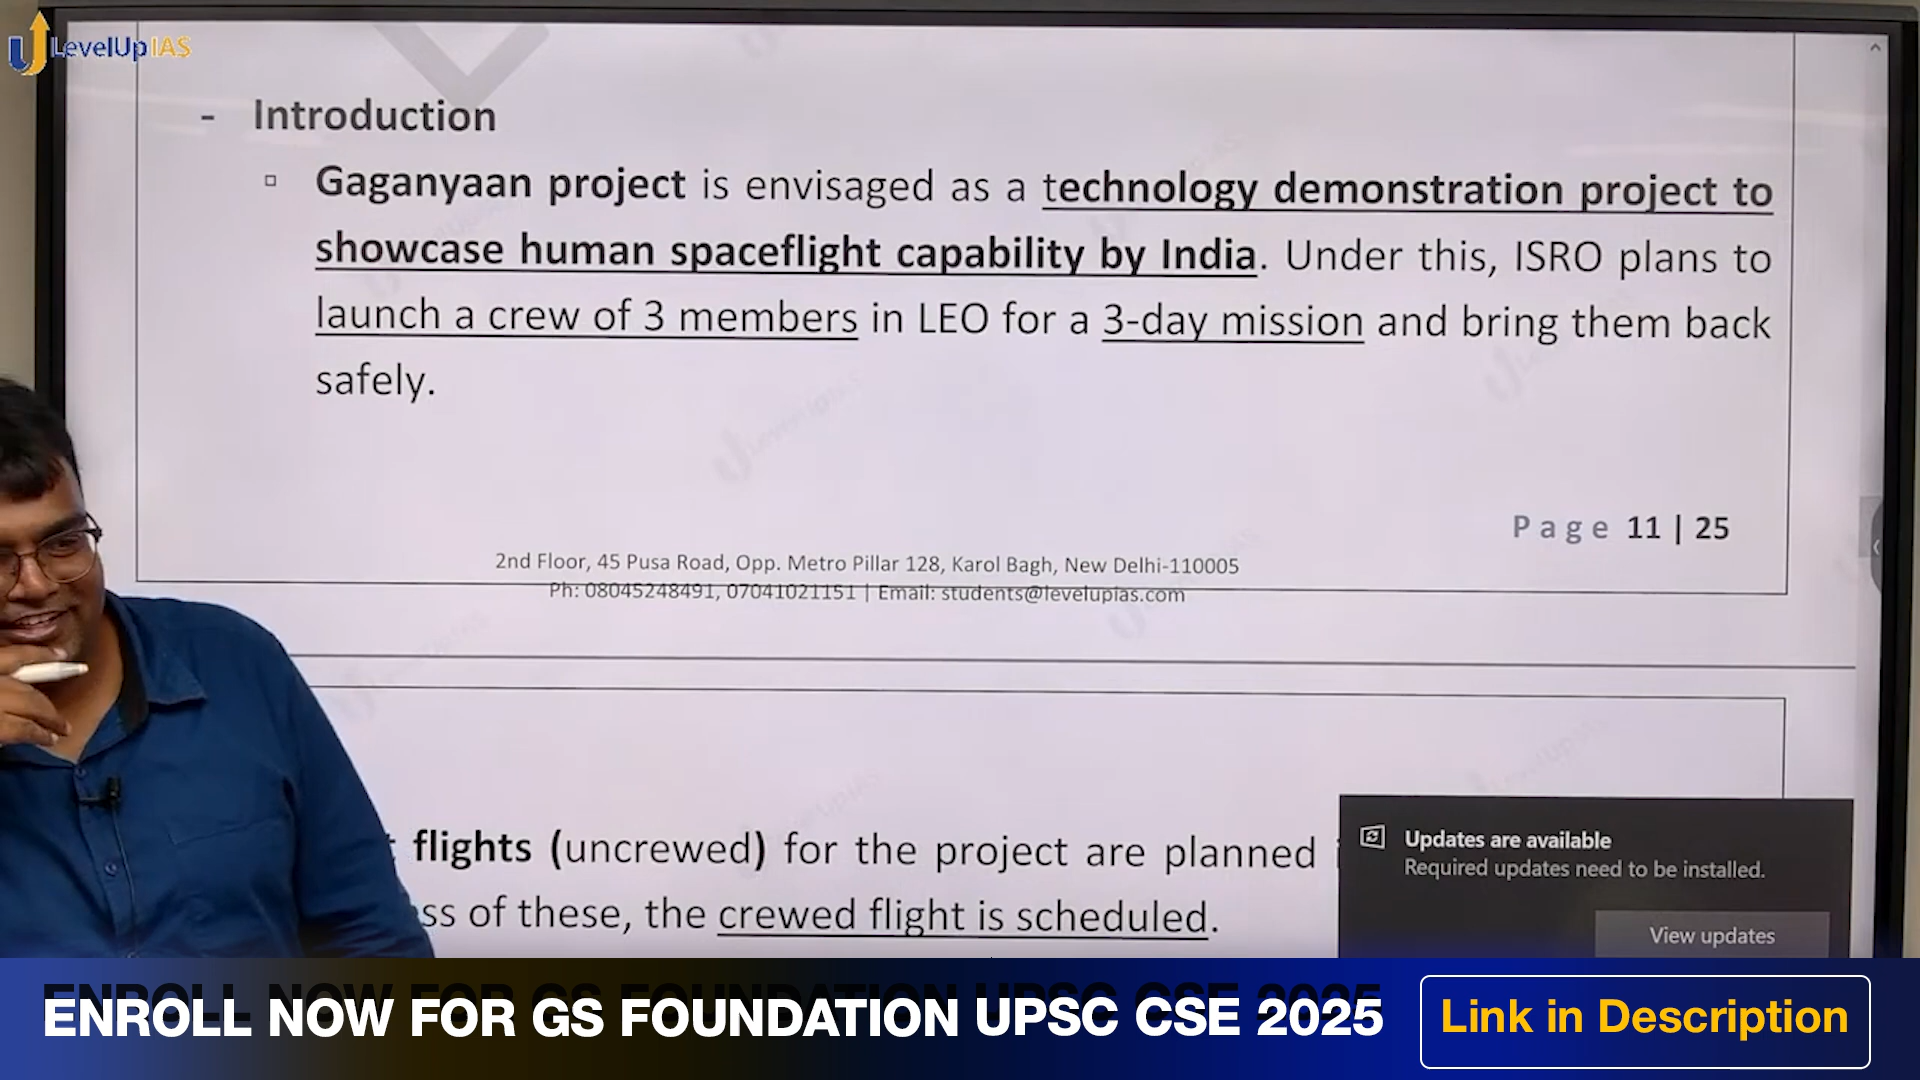 LevelUp IAS
- Introduction
▫ Gaganyaan project is envisaged as a technology demonstration project to
showcase human spaceflight capability by India. Under this, ISRO plans to
launch a crew of 3 members in LEO for a 3-day mission and bring them back
safely.
Page 11 | 25
2nd Floor, 45 Pusa Road, Opp. Metro Pillar 128, Karol Bagh, New Delhi-110005
Ph: 08045248491, 07041021151 | Email: students@levelupias.com
flights (uncrewed) for the project are planned
of these, the crewed flight is scheduled.
Updates are available
Required updates need to be installed.
View updates
ENROLL NOW FOR GS FOUNDATION UPSC CSE 2025
Link in Description